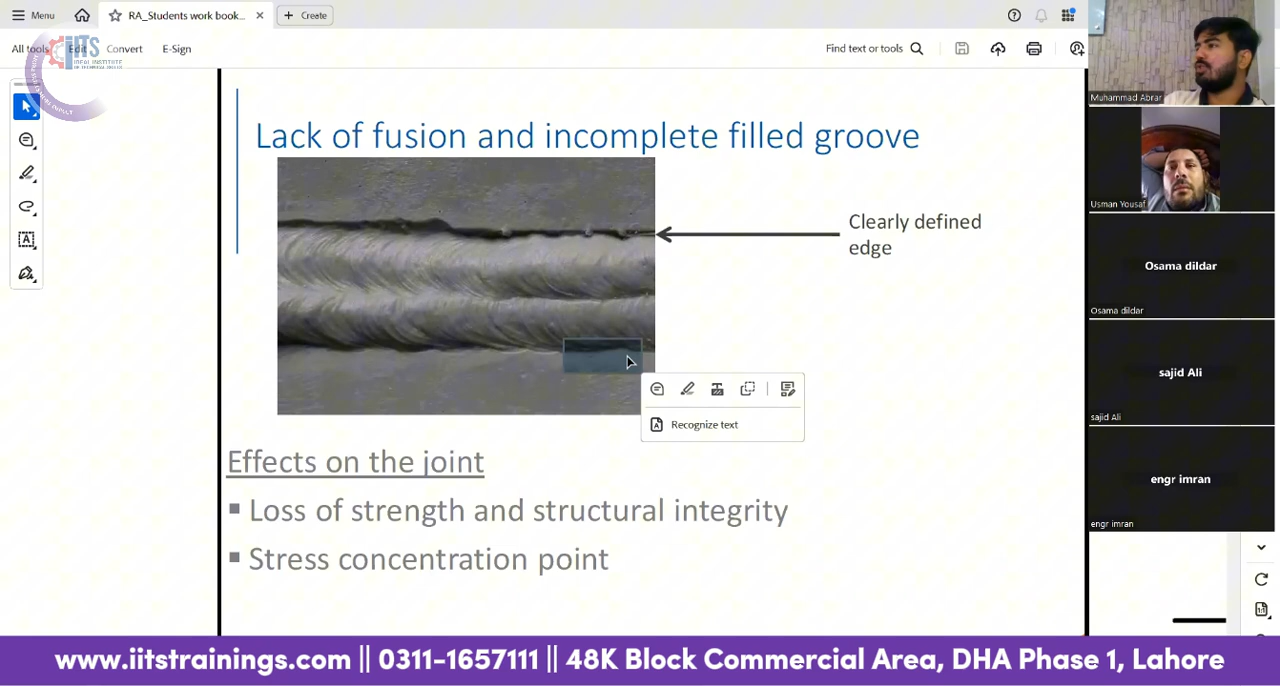 Menu
RA_Students work book...
Create
All tools
Edit
Convert
E-Sign
Find text or tools
IITS
IDEAL INSTITUTE
Lack of fusion and incomplete filled groove
Clearly defined
edge
Recognize text
Effects on the joint
▪ Loss of strength and structural integrity
▪ Stress concentration point
Muhammad Abrar
Usman Yousaf
Osama dildar
Osama dildar
sajid Ali
sajid Ali
engr imran
engr imran
www.iitstrainings.com || 0311-1657111 || 48K Block Commercial Area, DHA Phase 1, Lahore